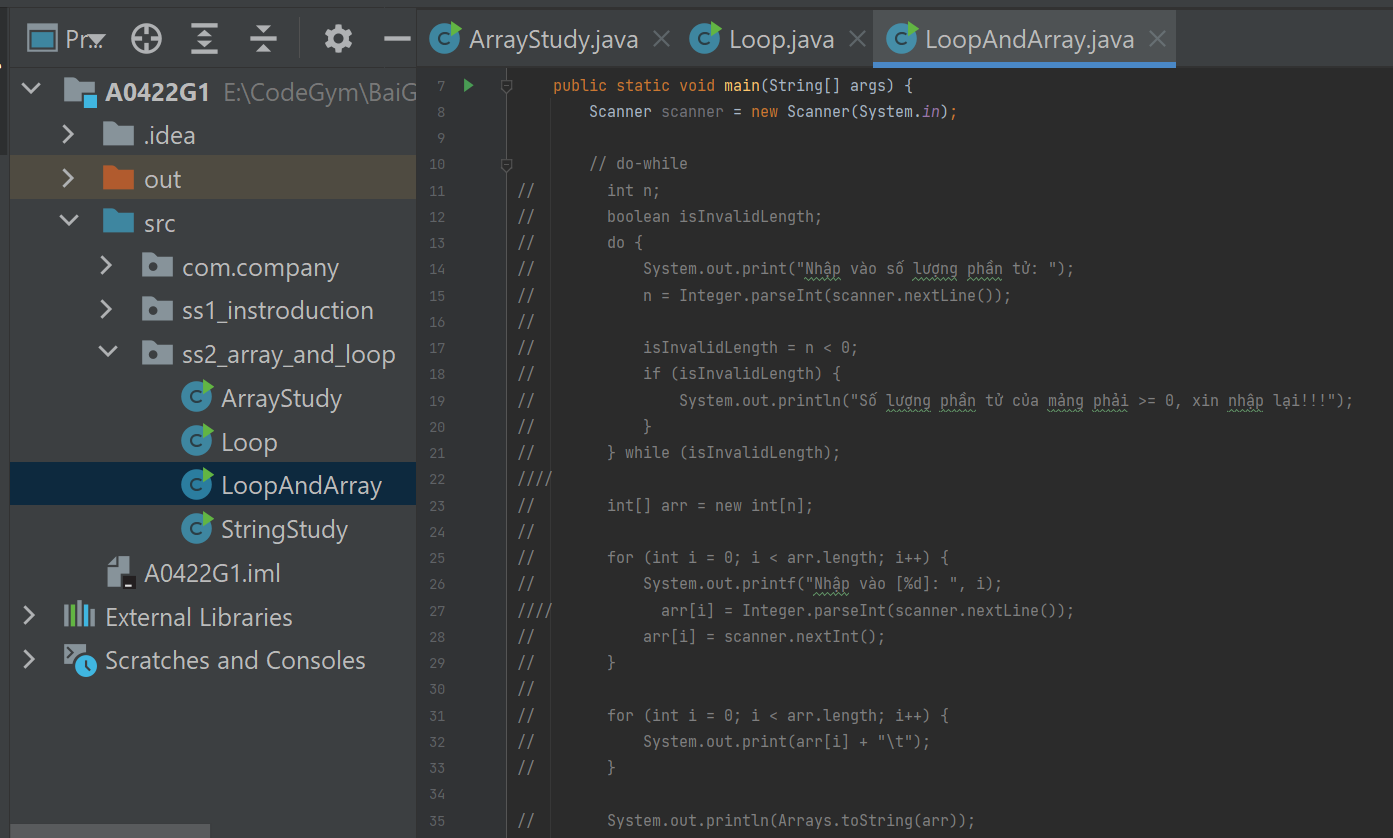 Pr...
ArrayStudy.java
Loop.java
LoopAndArray.java
A0422G1 E:\CodeGym\BaiG
.idea
out
src
com.company
ss1_instroduction
ss2_array_and_loop
ArrayStudy
Loop
LoopAndArray
StringStudy
A0422G1.iml
External Libraries
Scratches and Consoles
7 public static void main(String[] args) {
8 Scanner scanner = new Scanner(System.in);
9
10 // do-while
11 // int n;
12 // boolean isInvalidLength;
13 // do {
14 // System.out.print("Nhập vào số lượng phần tử: ");
15 // n = Integer.parseInt(scanner.nextLine());
16 //
17 // isInvalidLength = n < 0;
18 // if (isInvalidLength) {
19 // System.out.println("Số lượng phần tử của mảng phải >= 0, xin nhập lại!!!");
20 // }
21 // } while (isInvalidLength);
22 ////
23 // int[] arr = new int[n];
24 //
25 // for (int i = 0; i < arr.length; i++) {
26 // System.out.printf("Nhập vào [%d]: ", i);
27 //// arr[i] = Integer.parseInt(scanner.nextLine());
28 // arr[i] = scanner.nextInt();
29 // }
30 //
31 // for (int i = 0; i < arr.length; i++) {
32 // System.out.print(arr[i] + "\t");
33 // }
34
35 // System.out.println(Arrays.toString(arr));